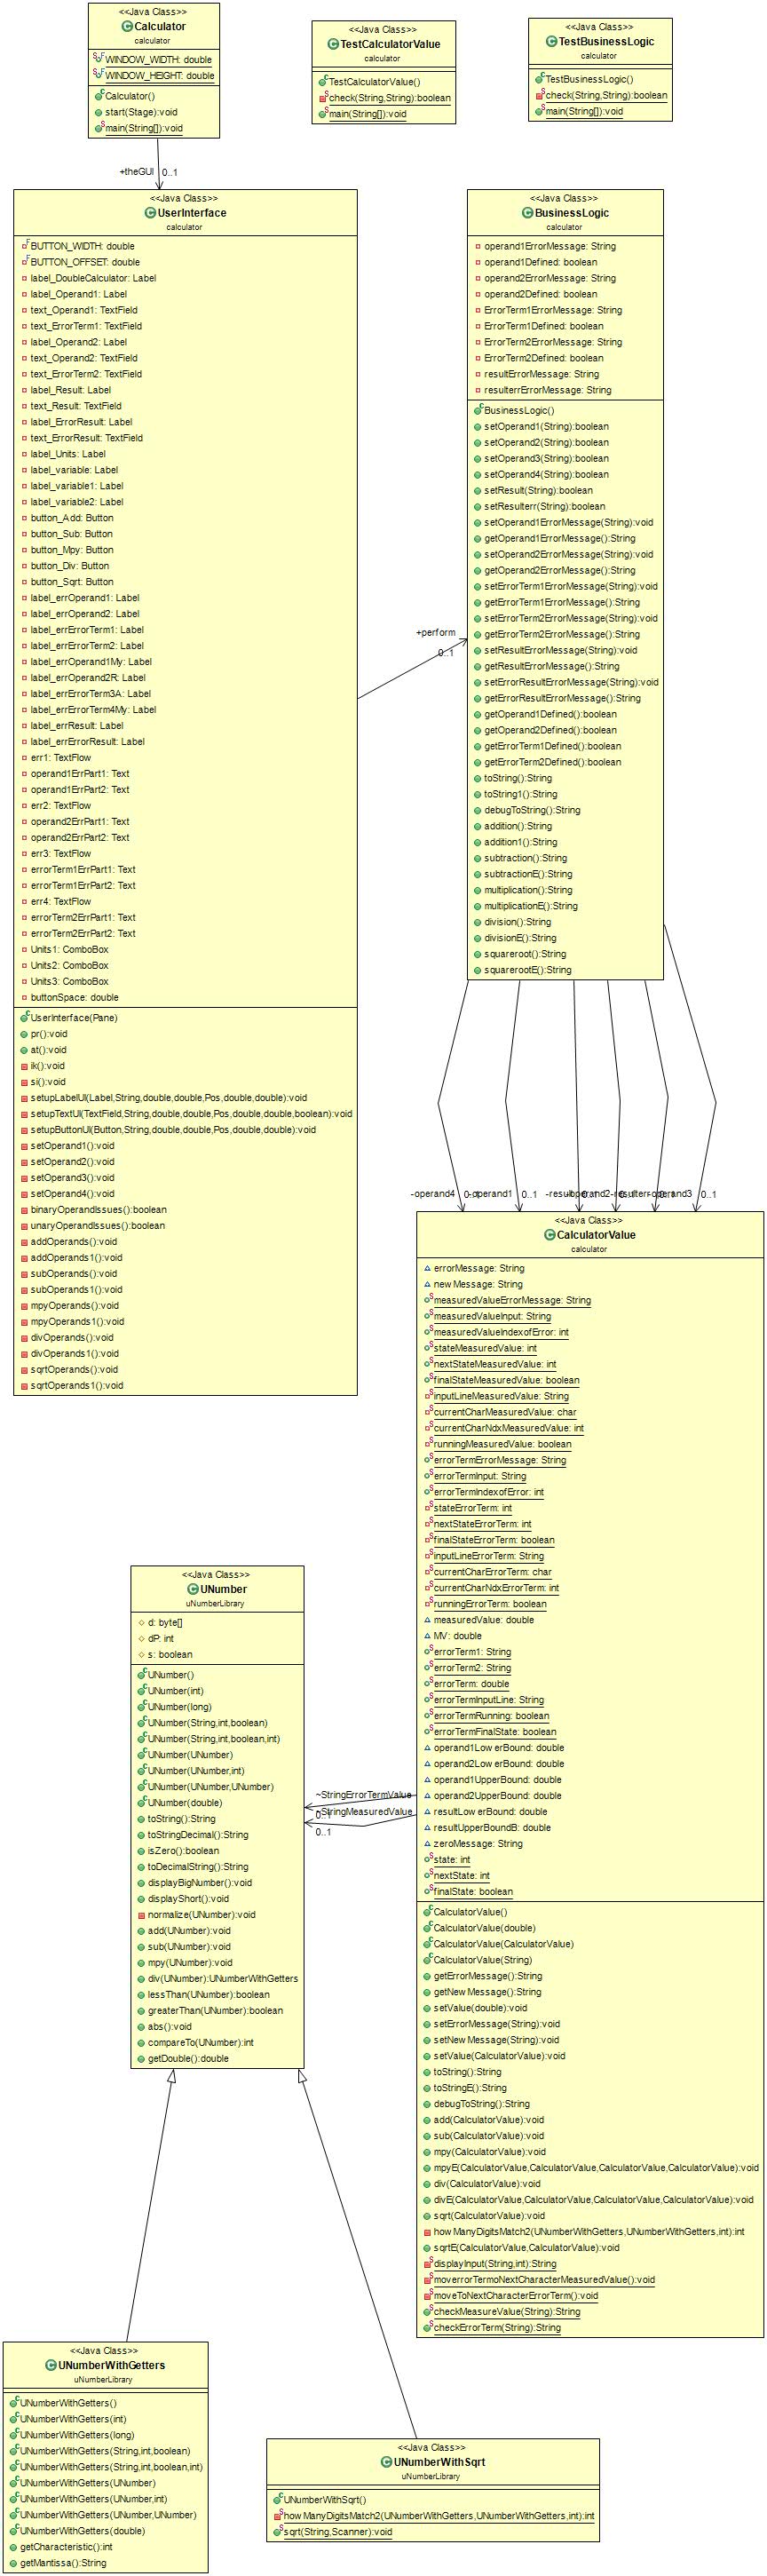 <<Java Class>>
Calculator
calculator
WINDOW_WIDTH: double
WINDOW_HEIGHT: double
Calculator()
start(Stage):void
main(String[]):void
<<Java Class>>
TestCalculatorValue
calculator
TestCalculatorValue()
check(String,String):boolean
main(String[]):void
<<Java Class>>
TestBusinessLogic
calculator
TestBusinessLogic()
check(String,String):boolean
main(String[]):void
+theGUI
0..1
<<Java Class>>
UserInterface
calculator
BUTTON_WIDTH: double
BUTTON_OFFSET: double
label_DoubleCalculator: Label
label_Operand1: Label
text_Operand1: TextField
text_ErrorTerm1: TextField
label_Operand2: Label
text_Operand2: TextField
text_ErrorTerm2: TextField
label_Result: Label
text_Result: TextField
label_ErrorResult: Label
text_ErrorResult: TextField
label_Units: Label
label_variable: Label
label_variable1: Label
label_variable2: Label
button_Add: Button
button_Sub: Button
button_Mpy: Button
button_Div: Button
button_Sqrt: Button
label_errOperand1: Label
label_errOperand2: Label
label_errErrorTerm1: Label
label_errErrorTerm2: Label
label_errOperand1My: Label
label_errOperand2R: Label
label_errErrorTerm3A: Label
label_errErrorTerm4My: Label
label_errResult: Label
label_errErrorResult: Label
err1: TextFlow
operand1ErrPart1: Text
operand1ErrPart2: Text
err2: TextFlow
operand2ErrPart1: Text
operand2ErrPart2: Text
err3: TextFlow
errorTerm1ErrPart1: Text
errorTerm1ErrPart2: Text
err4: TextFlow
errorTerm2ErrPart1: Text
errorTerm2ErrPart2: Text
Units1: ComboBox
Units2: ComboBox
Units3: ComboBox
buttonSpace: double
UserInterface(Pane)
pr():void
at():void
ik():void
si():void
setupLabelUI(Label,String,double,double,Pos,double,double):void
setupTextUI(TextField,String,double,double,Pos,double,double,boolean):void
setupButtonUI(Button,String,double,double,Pos,double,double):void
setOperand1():void
setOperand2():void
setOperand3():void
setOperand4():void
binaryOperandIssues():boolean
unaryOperandIssues():boolean
addOperands():void
addOperands1():void
subOperands():void
subOperands1():void
mpyOperands():void
mpyOperands1():void
divOperands():void
divOperands1():void
sqrtOperands():void
sqrtOperands1():void
+perform
0..1
<<Java Class>>
BusinessLogic
calculator
operand1ErrorMessage: String
operand1Defined: boolean
operand2ErrorMessage: String
operand2Defined: boolean
ErrorTerm1ErrorMessage: String
ErrorTerm1Defined: boolean
ErrorTerm2ErrorMessage: String
ErrorTerm2Defined: boolean
resultErrorMessage: String
resulterrErrorMessage: String
BusinessLogic()
setOperand1(String):boolean
setOperand2(String):boolean
setOperand3(String):boolean
setOperand4(String):boolean
setResult(String):boolean
setResulterr(String):boolean
setOperand1ErrorMessage(String):void
getOperand1ErrorMessage():String
setOperand2ErrorMessage(String):void
getOperand2ErrorMessage():String
setErrorTerm1ErrorMessage(String):void
getErrorTerm1ErrorMessage():String
setErrorTerm2ErrorMessage(String):void
getErrorTerm2ErrorMessage():String
setResultErrorMessage(String):void
getResultErrorMessage():String
setErrorResultErrorMessage(String):void
getErrorResultErrorMessage():String
getOperand1Defined():boolean
getOperand2Defined():boolean
getErrorTerm1Defined():boolean
getErrorTerm2Defined():boolean
toString():String
toString1():String
debugToString():String
addition():String
addition1():String
subtraction():String
subtractionE():String
multiplication():String
multiplicationE():String
division():String
divisionE():String
squareroot():String
squarerootE():String
-operand4
-operand1
0..1
-operand3
0..1
<<Java Class>>
CalculatorValue
calculator
errorMessage: String
newMessage: String
measuredValueErrorMessage: String
measuredValueInput: String
measuredValueIndexofError: int
stateMeasuredValue: int
nextStateMeasuredValue: int
finalStateMeasuredValue: boolean
inputLineMeasuredValue: String
currentCharMeasuredValue: char
currentCharNdxMeasuredValue: int
runningMeasuredValue: boolean
errorTermErrorMessage: String
errorTermInput: String
errorTermIndexofError: int
stateErrorTerm: int
nextStateErrorTerm: int
finalStateErrorTerm: boolean
inputLineErrorTerm: String
currentCharErrorTerm: char
currentCharNdxErrorTerm: int
runningErrorTerm: boolean
measuredValue: double
MV: double
errorTerm1: String
errorTerm2: String
errorTerm: double
errorTermInputLine: String
errorTermRunning: boolean
errorTermFinalState: boolean
operand1LowerBound: double
operand2LowerBound: double
operand1UpperBound: double
operand2UpperBound: double
resultLowerBound: double
resultUpperBoundB: double
zeroMessage: String
state: int
nextState: int
finalState: boolean
CalculatorValue()
CalculatorValue(double)
CalculatorValue(CalculatorValue)
CalculatorValue(String)
getErrorMessage():String
getNewMessage():String
setValue(double):void
setErrorMessage(String):void
setNewMessage(String):void
setValue(CalculatorValue):void
toString():String
toStringE():String
debugToString():String
add(CalculatorValue):void
sub(CalculatorValue):void
mpy(CalculatorValue):void
mpyE(CalculatorValue,CalculatorValue,CalculatorValue,CalculatorValue):void
div(CalculatorValue):void
divE(CalculatorValue,CalculatorValue,CalculatorValue,CalculatorValue):void
sqrt(CalculatorValue):void
howManyDigitsMatch2(UNumberWithGetters,UNumberWithGetters,int):int
sqrtE(CalculatorValue,CalculatorValue):void
displayInput(String,int):String
moverrorTermoNextCharacterMeasuredValue():void
moveToNextCharacterErrorTerm():void
checkMeasureValue(String):String
checkErrorTerm(String):String
~StringErrorTermValue
0..1
~StringMeasuredValue
0..1
<<Java Class>>
UNumber
uNumberLibrary
d: byte[]
dP: int
s: boolean
UNumber()
UNumber(int)
UNumber(long)
UNumber(String,int,boolean)
UNumber(String,int,boolean,int)
UNumber(UNumber)
UNumber(UNumber,int)
UNumber(UNumber,UNumber)
UNumber(double)
toString():String
toStringDecimal():String
isZero():boolean
toDecimalString():String
displayBigNumber():void
displayShort():void
normalize(UNumber):void
add(UNumber):void
sub(UNumber):void
mpy(UNumber):void
div(UNumber):UNumberWithGetters
lessThan(UNumber):boolean
greaterThan(UNumber):boolean
abs():void
compareTo(UNumber):int
getDouble():double
<<Java Class>>
UNumberWithGetters
uNumberLibrary
UNumberWithGetters()
UNumberWithGetters(int)
UNumberWithGetters(long)
UNumberWithGetters(String,int,boolean)
UNumberWithGetters(String,int,boolean,int)
UNumberWithGetters(UNumber)
UNumberWithGetters(UNumber,int)
UNumberWithGetters(UNumber,UNumber)
UNumberWithGetters(double)
getCharacteristic():int
getMantissa():String
<<Java Class>>
UNumberWithSqrt
uNumberLibrary
UNumberWithSqrt()
howManyDigitsMatch2(UNumberWithGetters,UNumberWithGetters,int):int
sqrt(String,Scanner):void